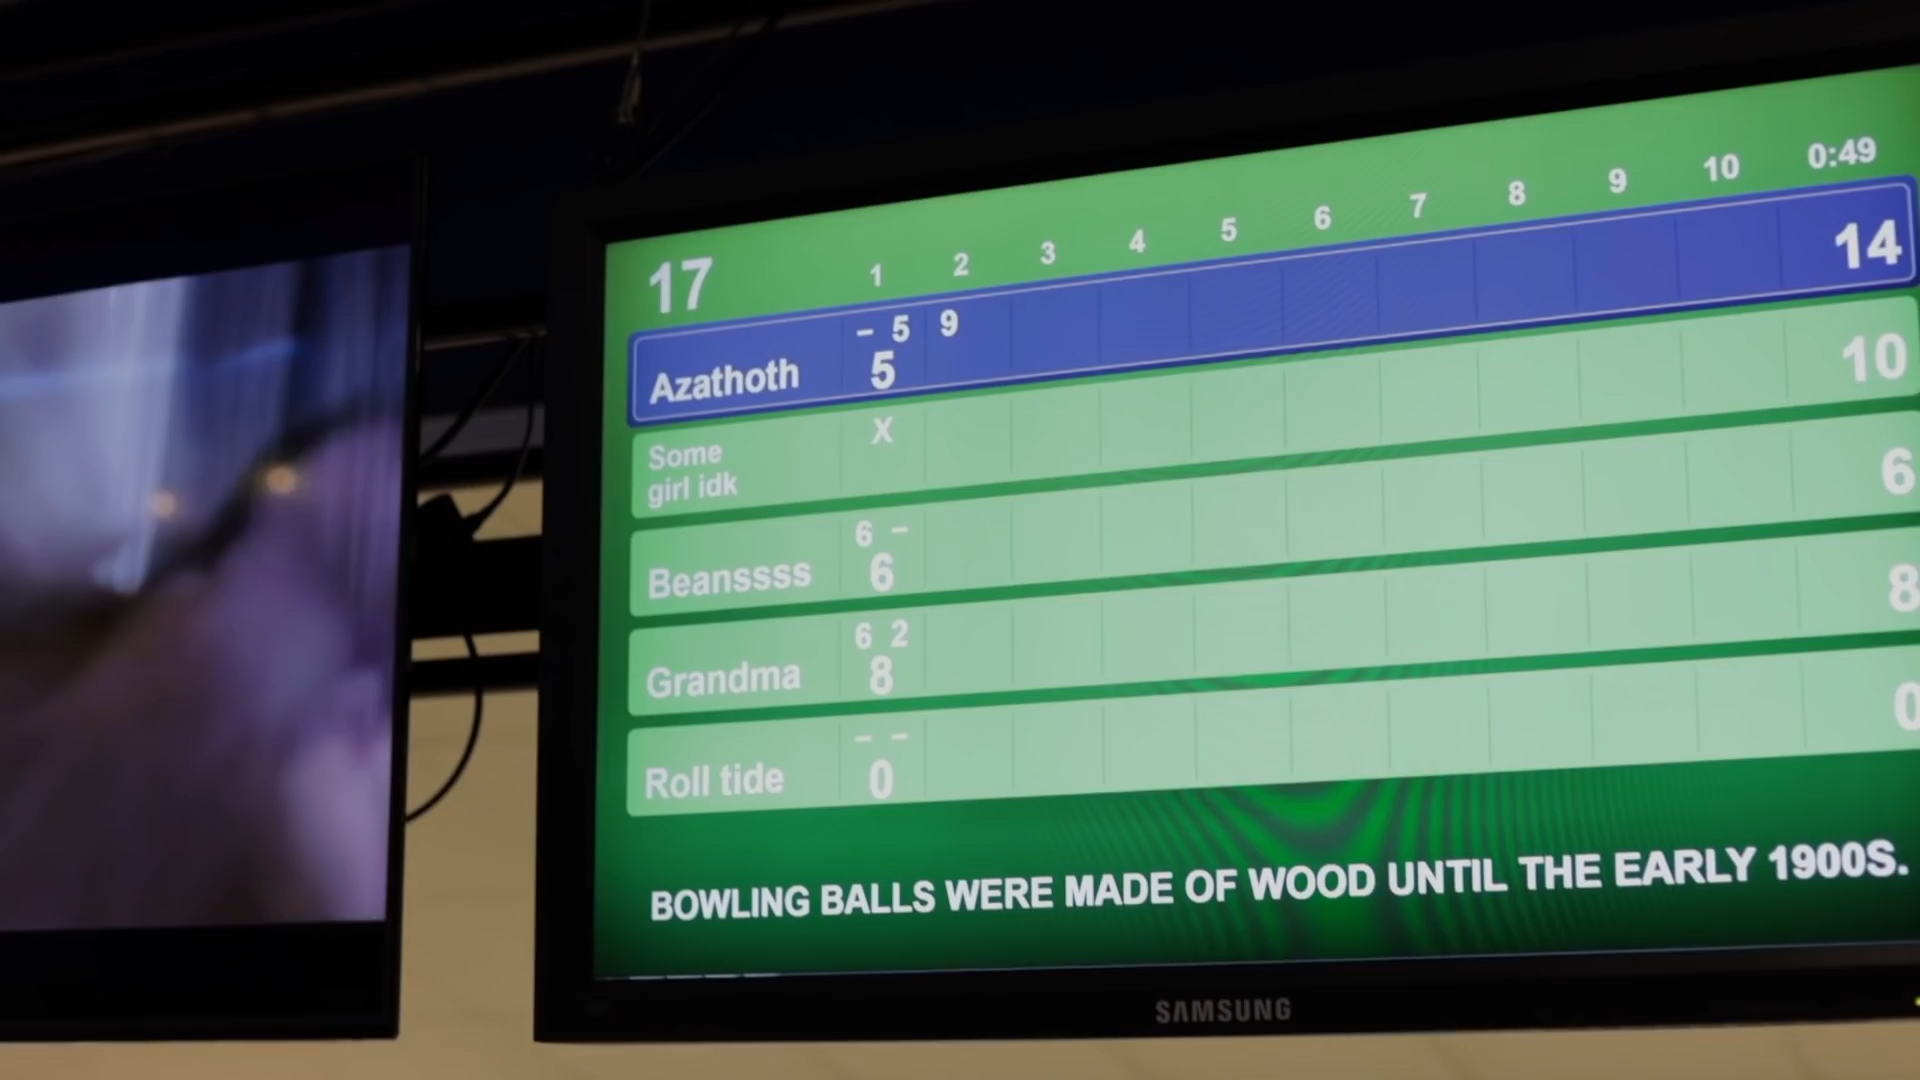 17 1 2 3 4 5 6 7 8 9 10 0:49
Azathoth - 5 9 14
5
Some girl idk X 10
Beanssss 6 - 6
6
Grandma 6 2 8
8
Roll tide - - 0
0
BOWLING BALLS WERE MADE OF WOOD UNTIL THE EARLY 1900S.
SAMSUNG